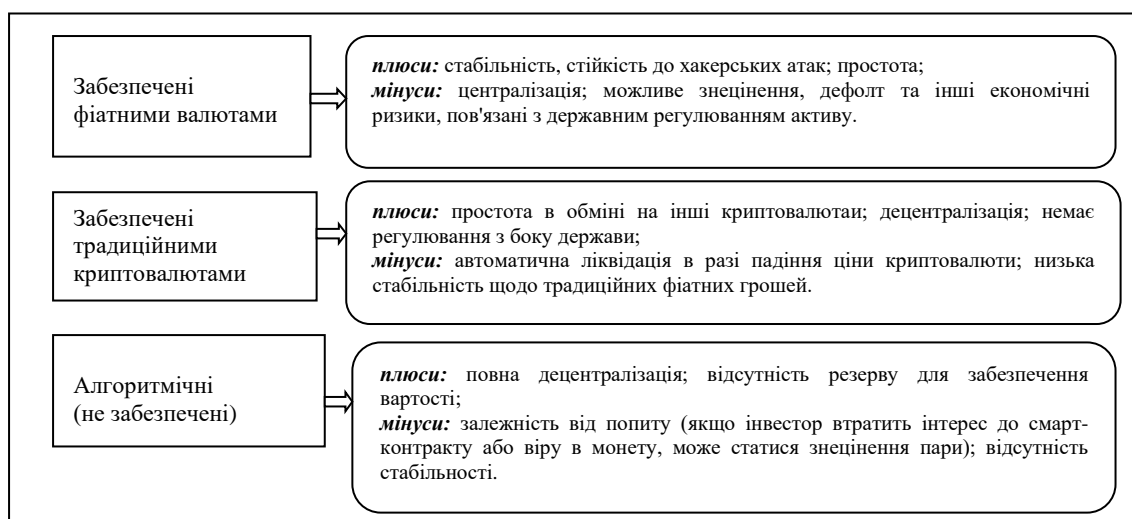 Забезпечені
фіатними валютами
плюси: стабільність, стійкість до хакерських атак; простота;
мінуси: централізація; можливе знецінення, дефолт та інші економічні
ризики, пов'язані з державним регулюванням активу.
Забезпечені
традиційними
криптовалютами
плюси: простота в обміні на інші криптовалютаи; децентралізація; немає
регулювання з боку держави;
мінуси: автоматична ліквідація в разі падіння ціни криптовалюти; низька
стабільність щодо традиційних фіатних грошей.
Алгоритмічні
(не забезпечені)
плюси: повна децентралізація; відсутність резерву для забезпечення
вартості;
мінуси: залежність від попиту (якщо інвестор втратить інтерес до смарт-
контракту або віру в монету, може статися знецінення пари); відсутність
стабільності.